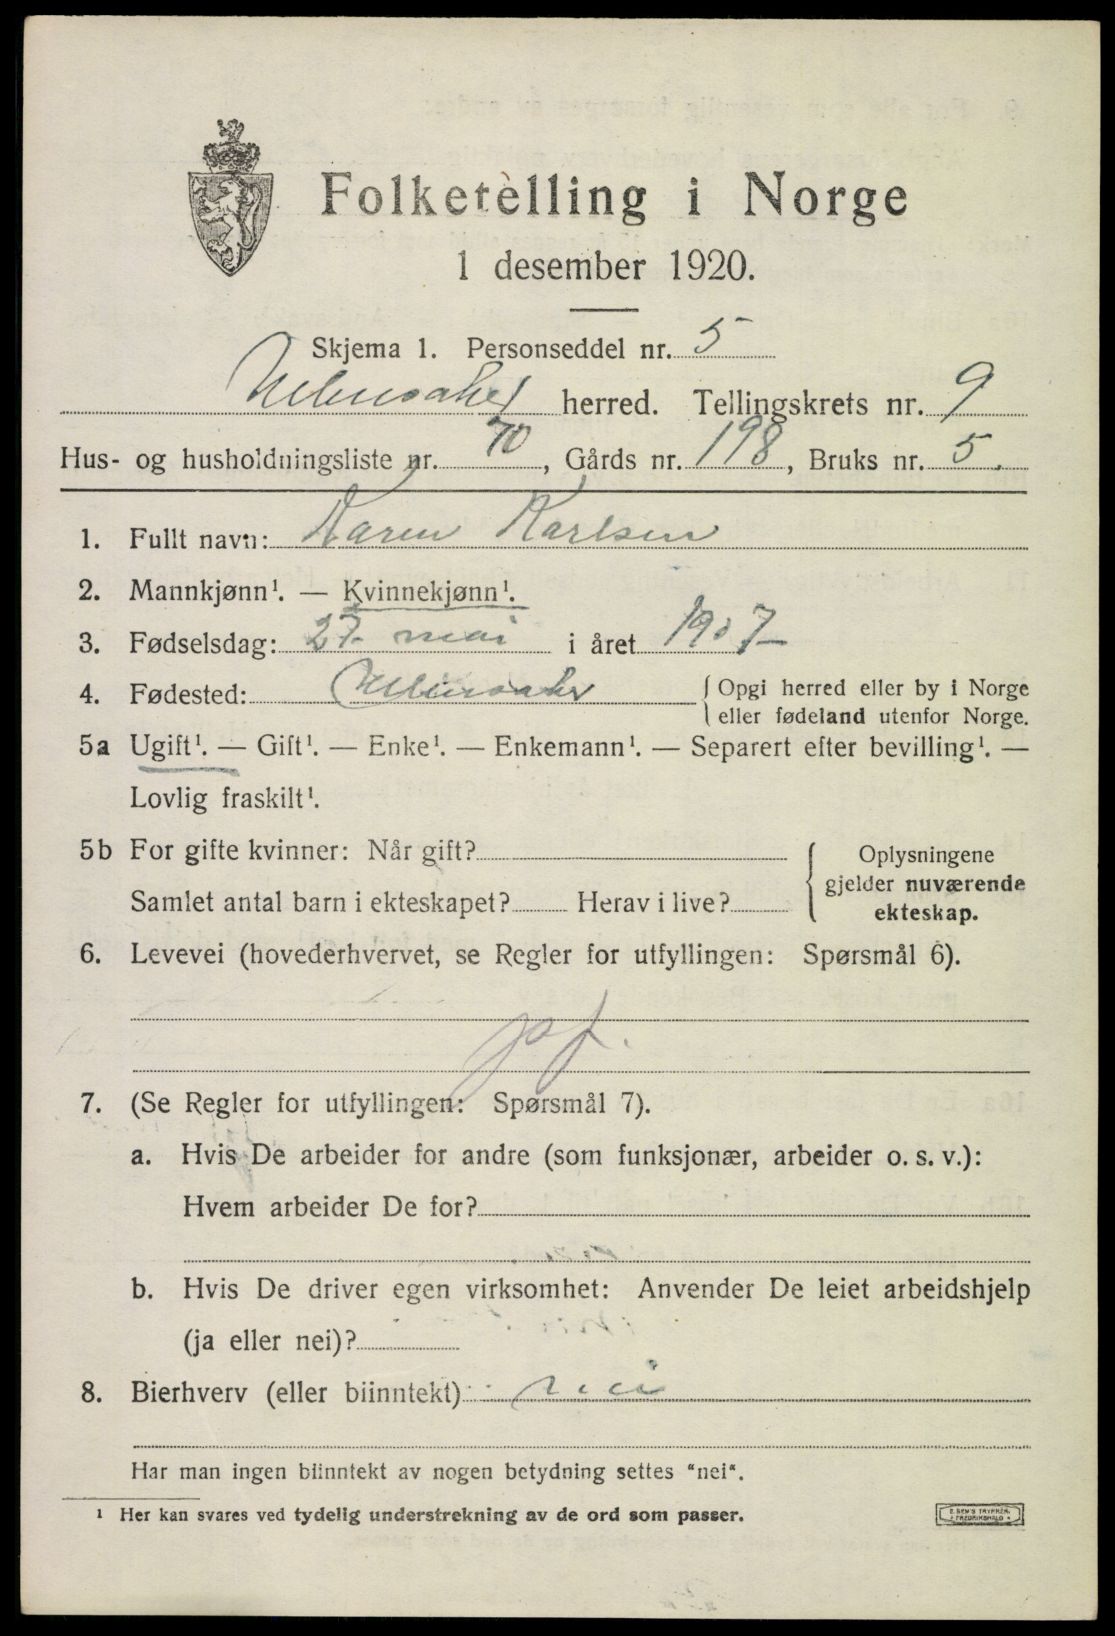 Folketelling i Norge
1 desember 1920.
Skjema 1. Personseddel nr. 5
Ullensaker herred. Tellingskrets nr. 9
Hus- og husholdningsliste nr. 70, Gårds nr. 198, Bruks nr. 5.
1. Fullt navn: Karen Karlsen
2. Mannkjønn¹. — Kvinnekjønn¹.
3. Fødselsdag: 27. mai i året 1907
4. Fødested: Ullensaker { Opgi herred eller by i Norge
eller fødeland utenfor Norge.
5a Ugift¹. — Gift¹. — Enke¹. — Enkemann¹. — Separert efter bevilling¹. —
Lovlig fraskilt¹.
5b For gifte kvinner: Når gift?
Samlet antal barn i ekteskapet? Herav i live?
{ Oplysningene
gjelder nuværende
ekteskap.
6. Levevei (hovederhvervet, se Regler for utfyllingen: Spørsmål 6).
7. (Se Regler for utfyllingen: Spørsmål 7).
a. Hvis De arbeider for andre (som funksjonær, arbeider o. s. v.):
Hvem arbeider De for?
b. Hvis De driver egen virksomhet: Anvender De leiet arbeidshjelp
(ja eller nei)?
8. Bierhverv (eller biinntekt) nei
Har man ingen biinntekt av nogen betydning settes "nei".
¹ Her kan svares ved tydelig understrekning av de ord som passer.